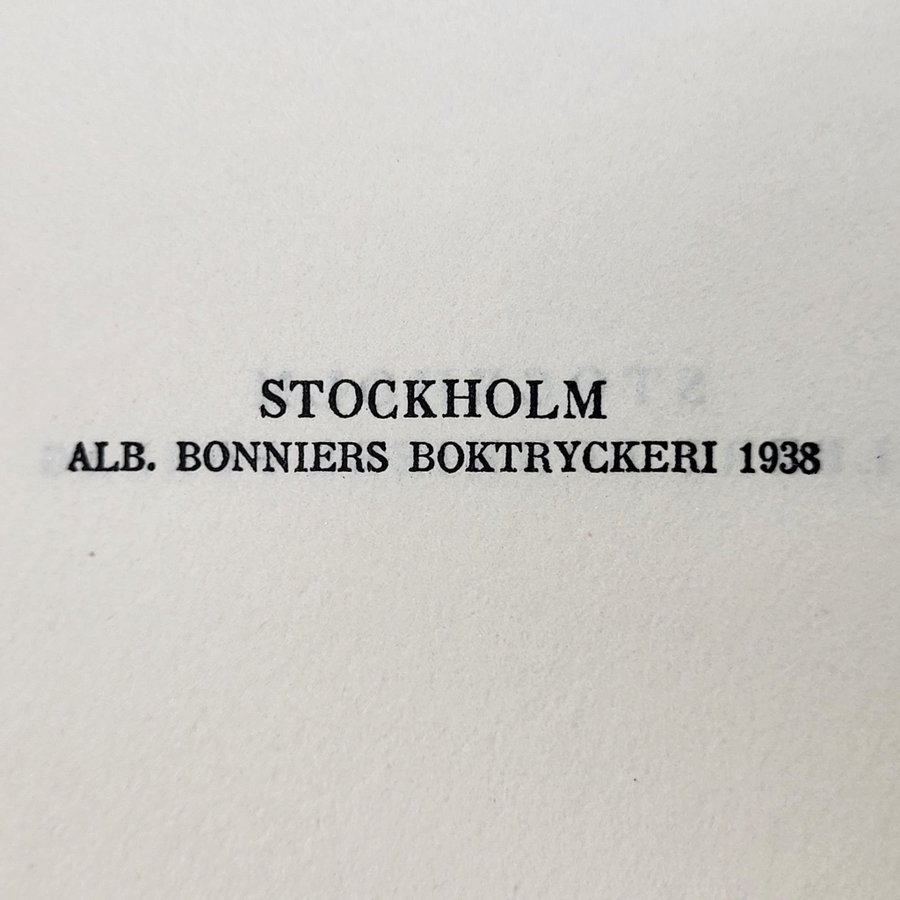 STOCKHOLM
ALB. BONNIERS BOKTRYCKERI 1938